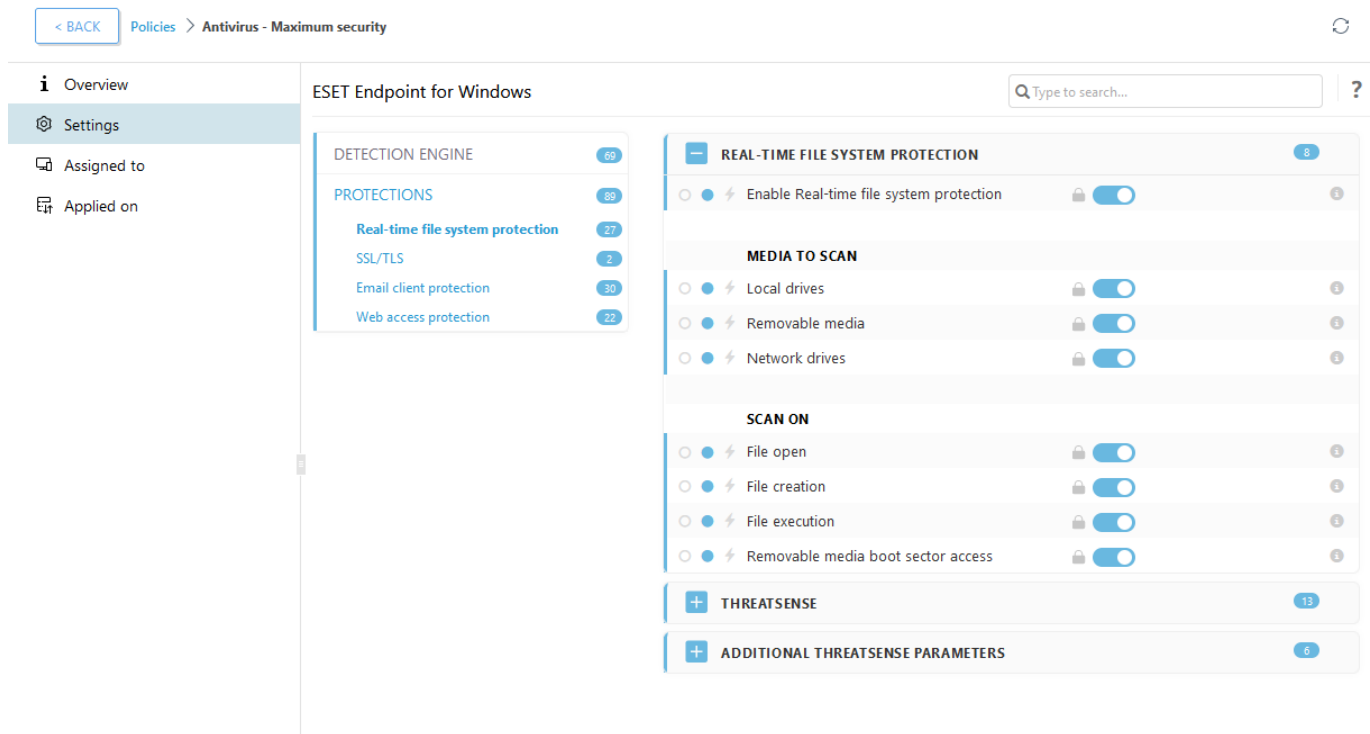 < BACK Policies > Antivirus - Maximum security
Overview
Settings
Assigned to
Applied on
ESET Endpoint for Windows
Type to search...
?
DETECTION ENGINE 69
PROTECTIONS 89
Real-time file system protection 27
SSL/TLS 2
Email client protection 30
Web access protection 22
REAL-TIME FILE SYSTEM PROTECTION 8
Enable Real-time file system protection
MEDIA TO SCAN
Local drives
Removable media
Network drives
SCAN ON
File open
File creation
File execution
Removable media boot sector access
THREATSENSE 13
ADDITIONAL THREATSENSE PARAMETERS 6